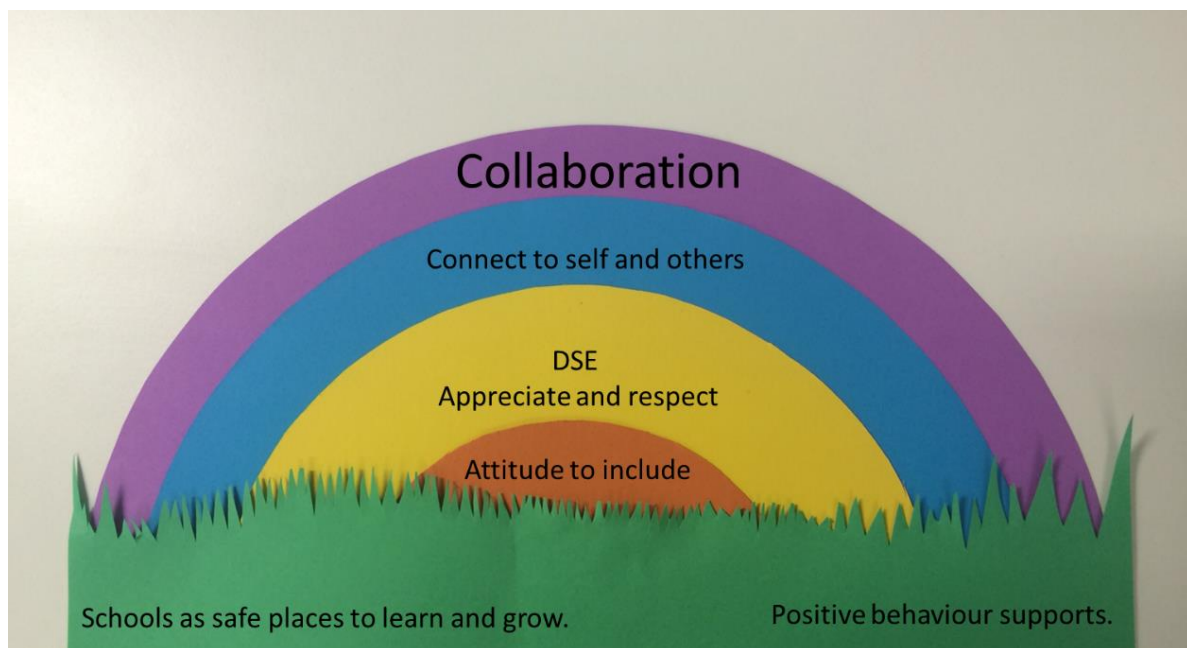 Collaboration
Connect to self and others
DSE
Appreciate and respect
Attitude to include
Schools as safe places to learn and grow.
Positive behaviour supports.